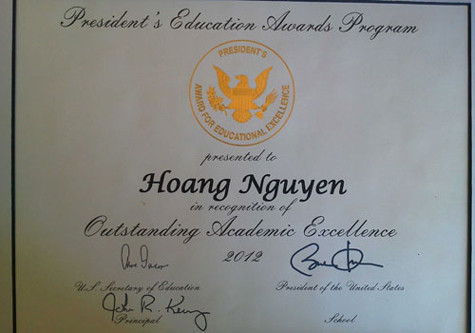 President's Education Awards Program
PRESIDENT'S
AWARD FOR EDUCATIONAL EXCELLENCE
presented to
Hoang Nguyen
in recognition of
Outstanding Academic Excellence
2012
U.S. Secretary of Education
President of the United States
John R.
Principal
School